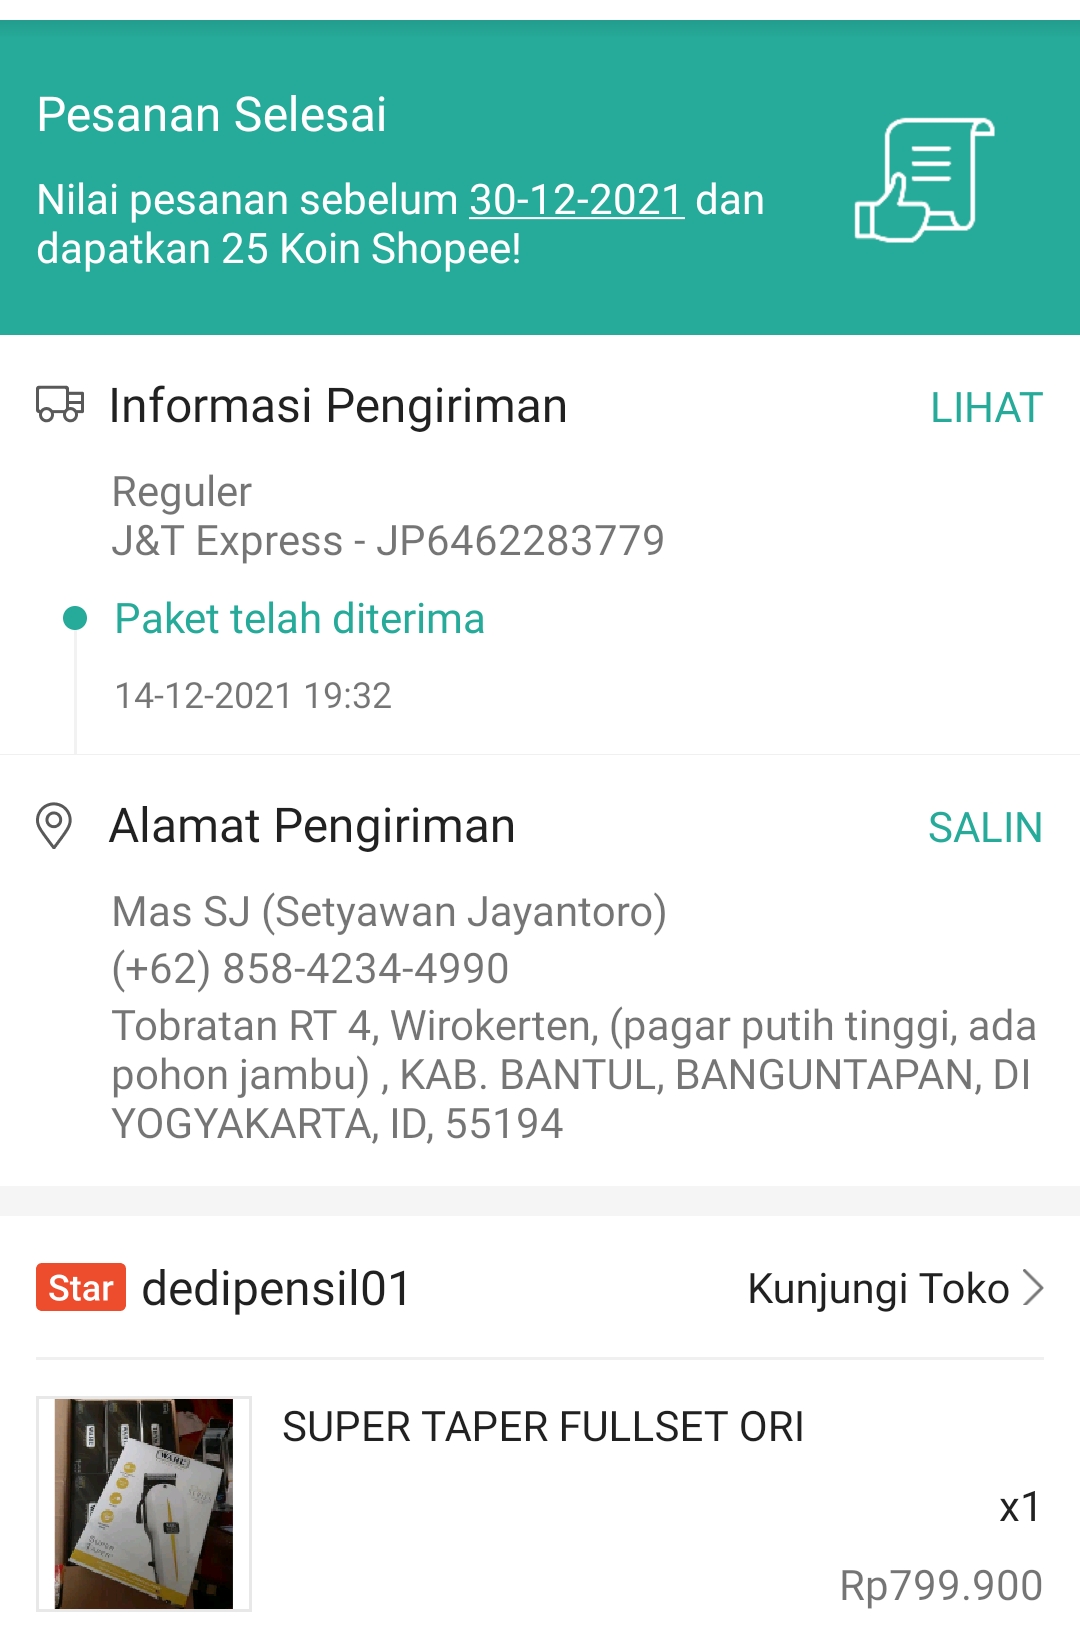 Pesanan Selesai
Nilai pesanan sebelum 30-12-2021 dan
dapatkan 25 Koin Shopee!
Informasi Pengiriman
LIHAT
Reguler
J&T Express - JP6462283779
Paket telah diterima
14-12-2021 19:32
Alamat Pengiriman
SALIN
Mas SJ (Setyawan Jayantoro)
(+62) 858-4234-4990
Tobratan RT 4, Wirokerten, (pagar putih tinggi, ada
pohon jambu) , KAB. BANTUL, BANGUNTAPAN, DI
YOGYAKARTA, ID, 55194
Star dedipensil01
Kunjungi Toko
SUPER TAPER FULLSET ORI
WAHL
SUPER
TAPER
x1
Rp799.900